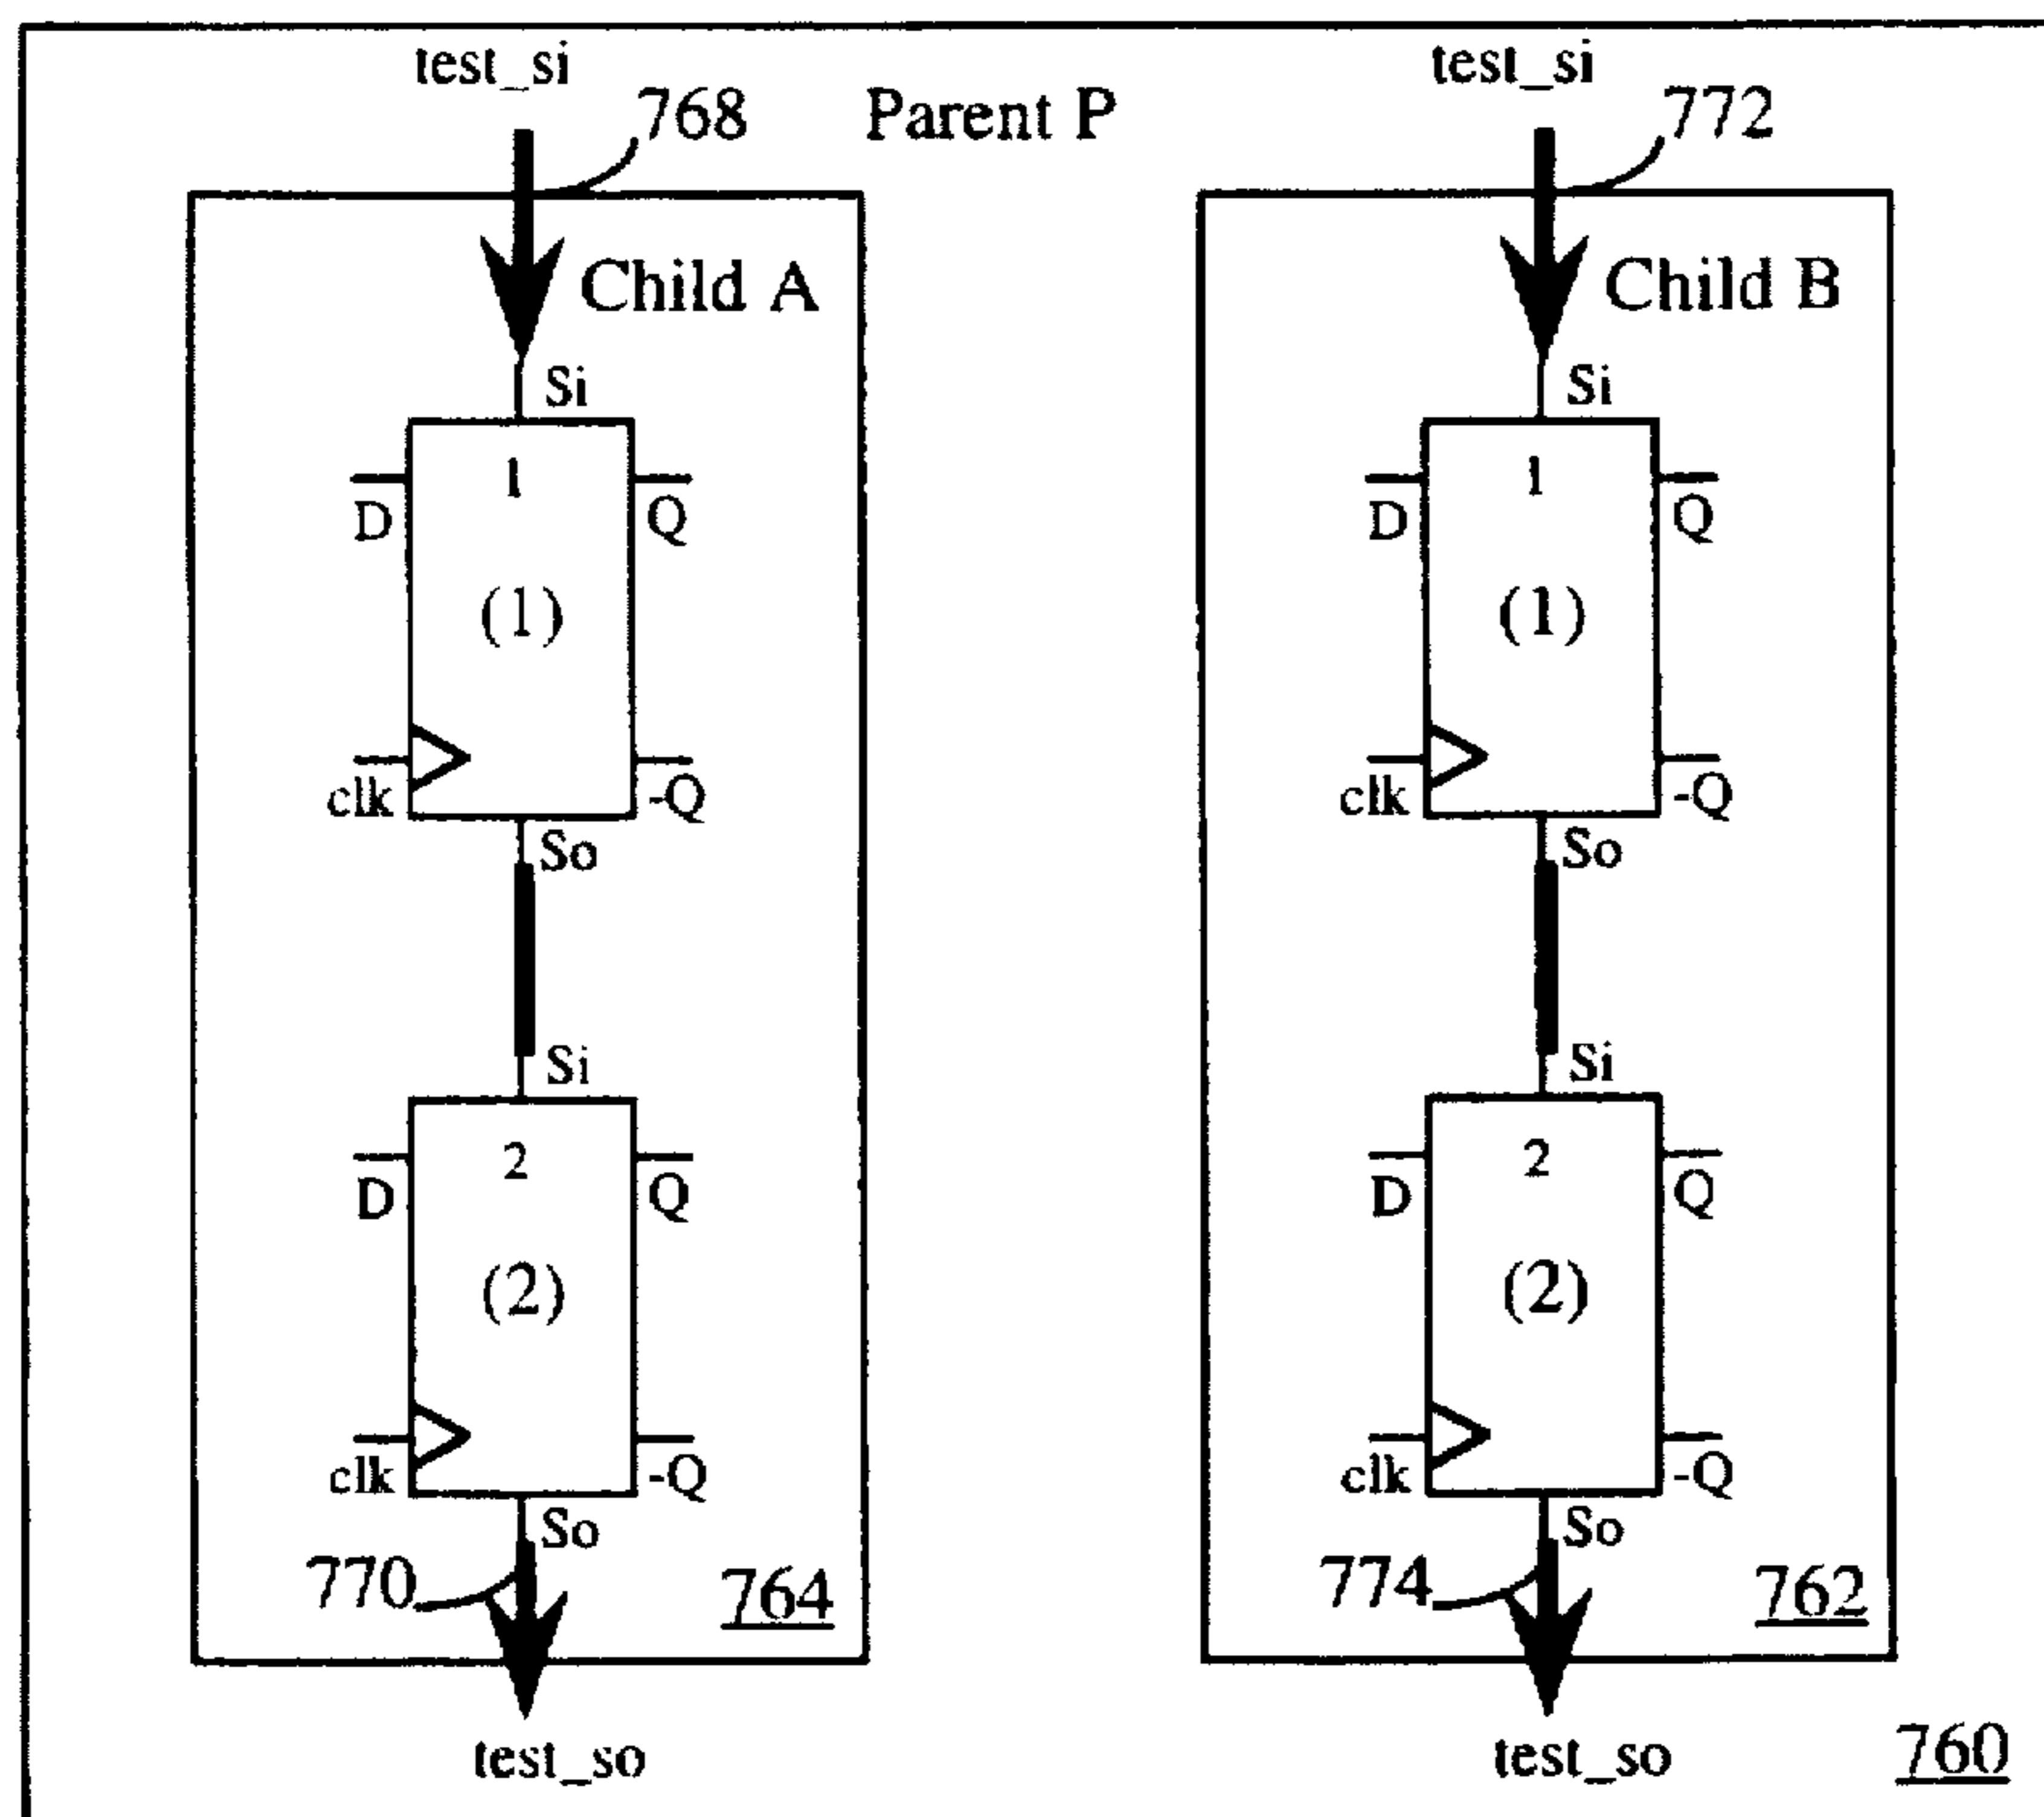 test_si
768
Parent P
test_si
772
Child A
Si
1
D
Q
(1)
clk
-Q
So
Si
2
D
Q
(2)
clk
-Q
So
770
764
test_so
Child B
Si
1
D
Q
(1)
clk
-Q
So
Si
2
D
Q
(2)
clk
-Q
So
774
762
test_so
760